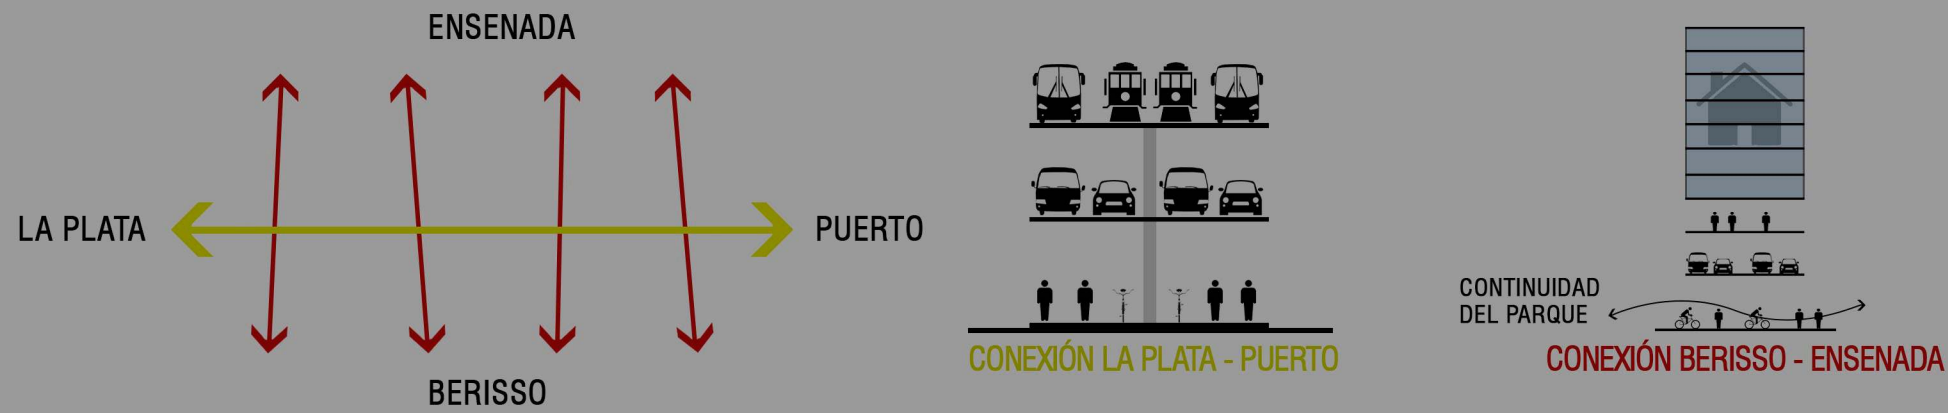 ENSENADA
LA PLATA
PUERTO
BERISSO
CONEXIÓN LA PLATA - PUERTO
CONTINUIDAD
DEL PARQUE
CONEXIÓN BERISSO - ENSENADA